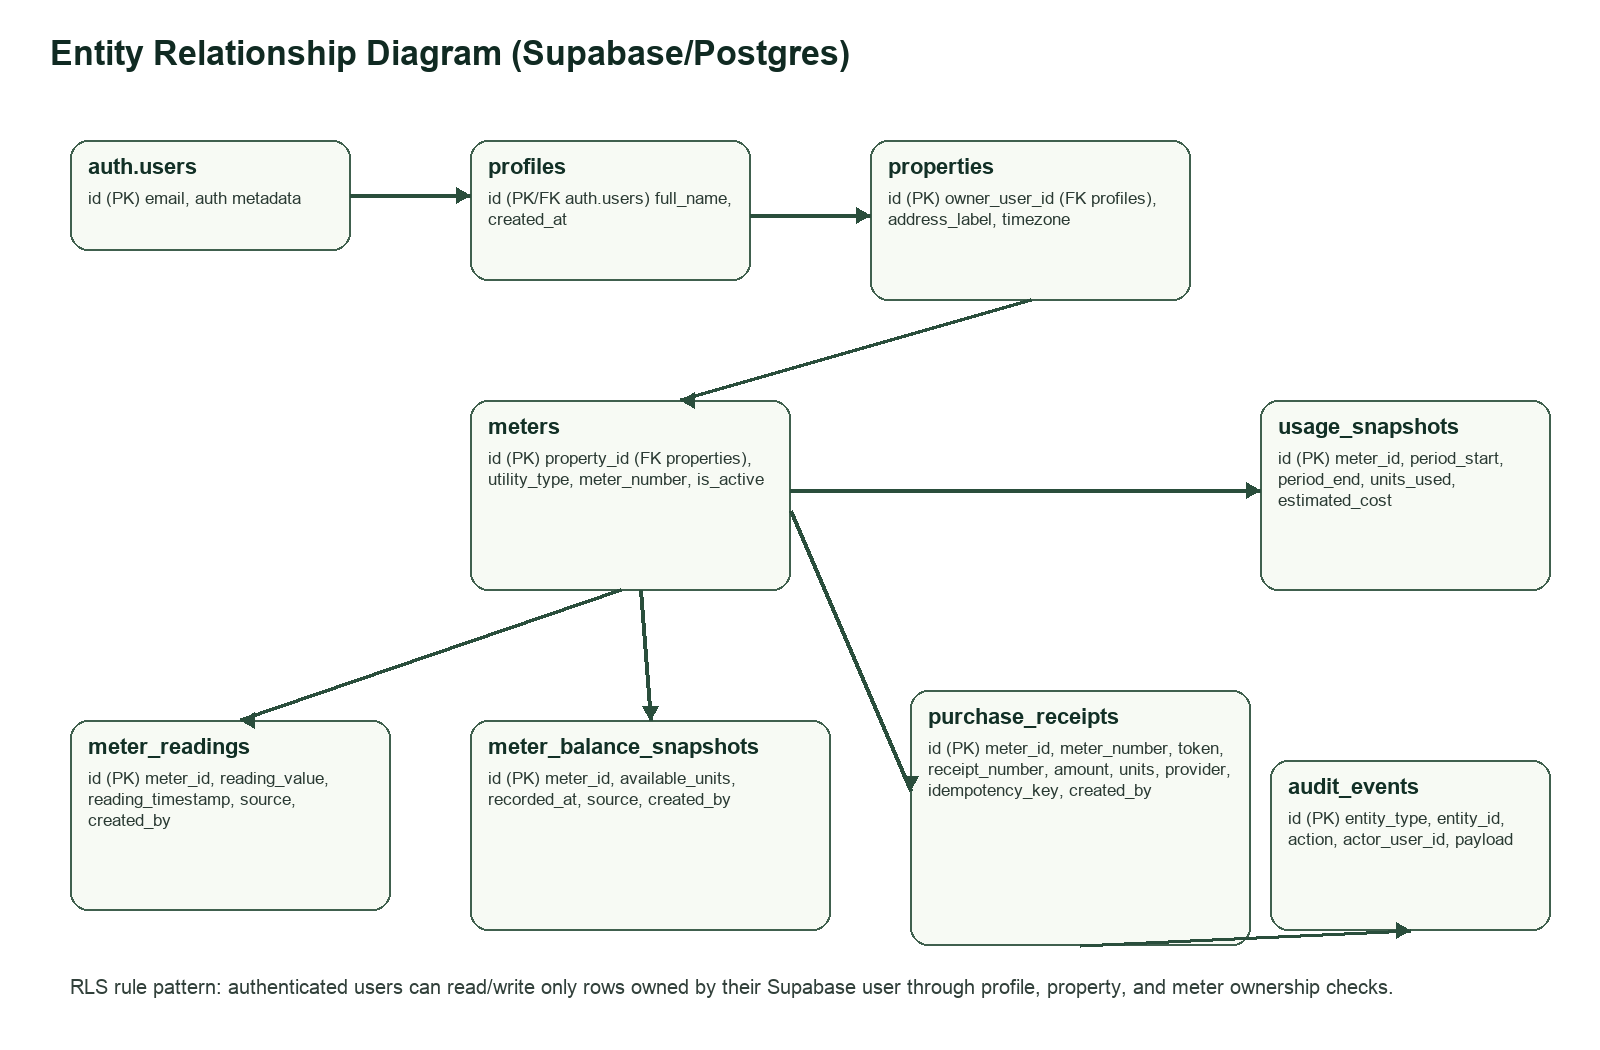 Entity Relationship Diagram (Supabase/Postgres)
auth.users
id (PK) email, auth metadata
profiles
id (PK/FK auth.users) full_name,
created_at
properties
id (PK) owner_user_id (FK profiles),
address_label, timezone
meters
id (PK) property_id (FK properties),
utility_type, meter_number, is_active
usage_snapshots
id (PK) meter_id, period_start,
period_end, units_used,
estimated_cost
meter_readings
id (PK) meter_id, reading_value,
reading_timestamp, source,
created_by
meter_balance_snapshots
id (PK) meter_id, available_units,
recorded_at, source, created_by
purchase_receipts
id (PK) meter_id, meter_number, token,
receipt_number, amount, units, provider,
idempotency_key, created_by
audit_events
id (PK) entity_type, entity_id,
action, actor_user_id, payload
RLS rule pattern: authenticated users can read/write only rows owned by their Supabase user through profile, property, and meter ownership checks.